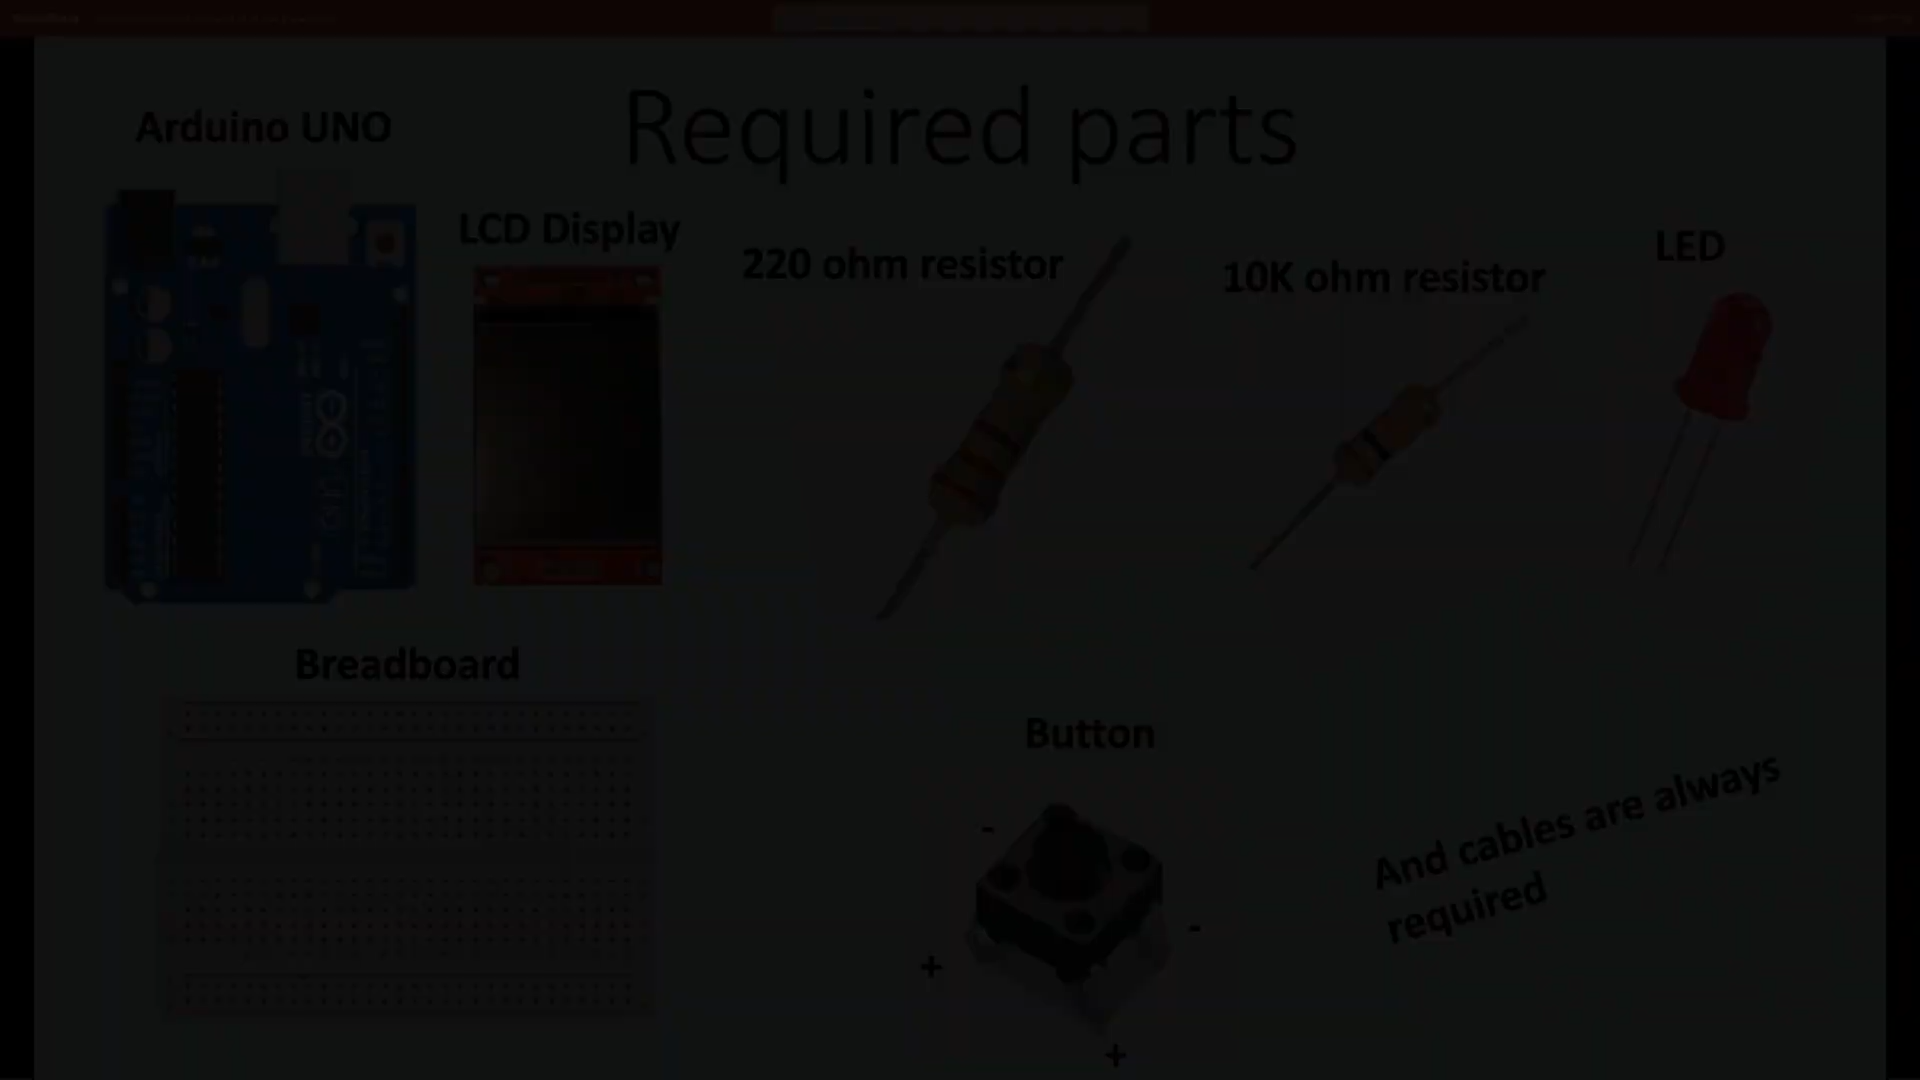 Required parts
Arduino UNO
LCD Display
220 ohm resistor
10K ohm resistor
LED
Breadboard
Button
-
-
+
+
And cables are always
required